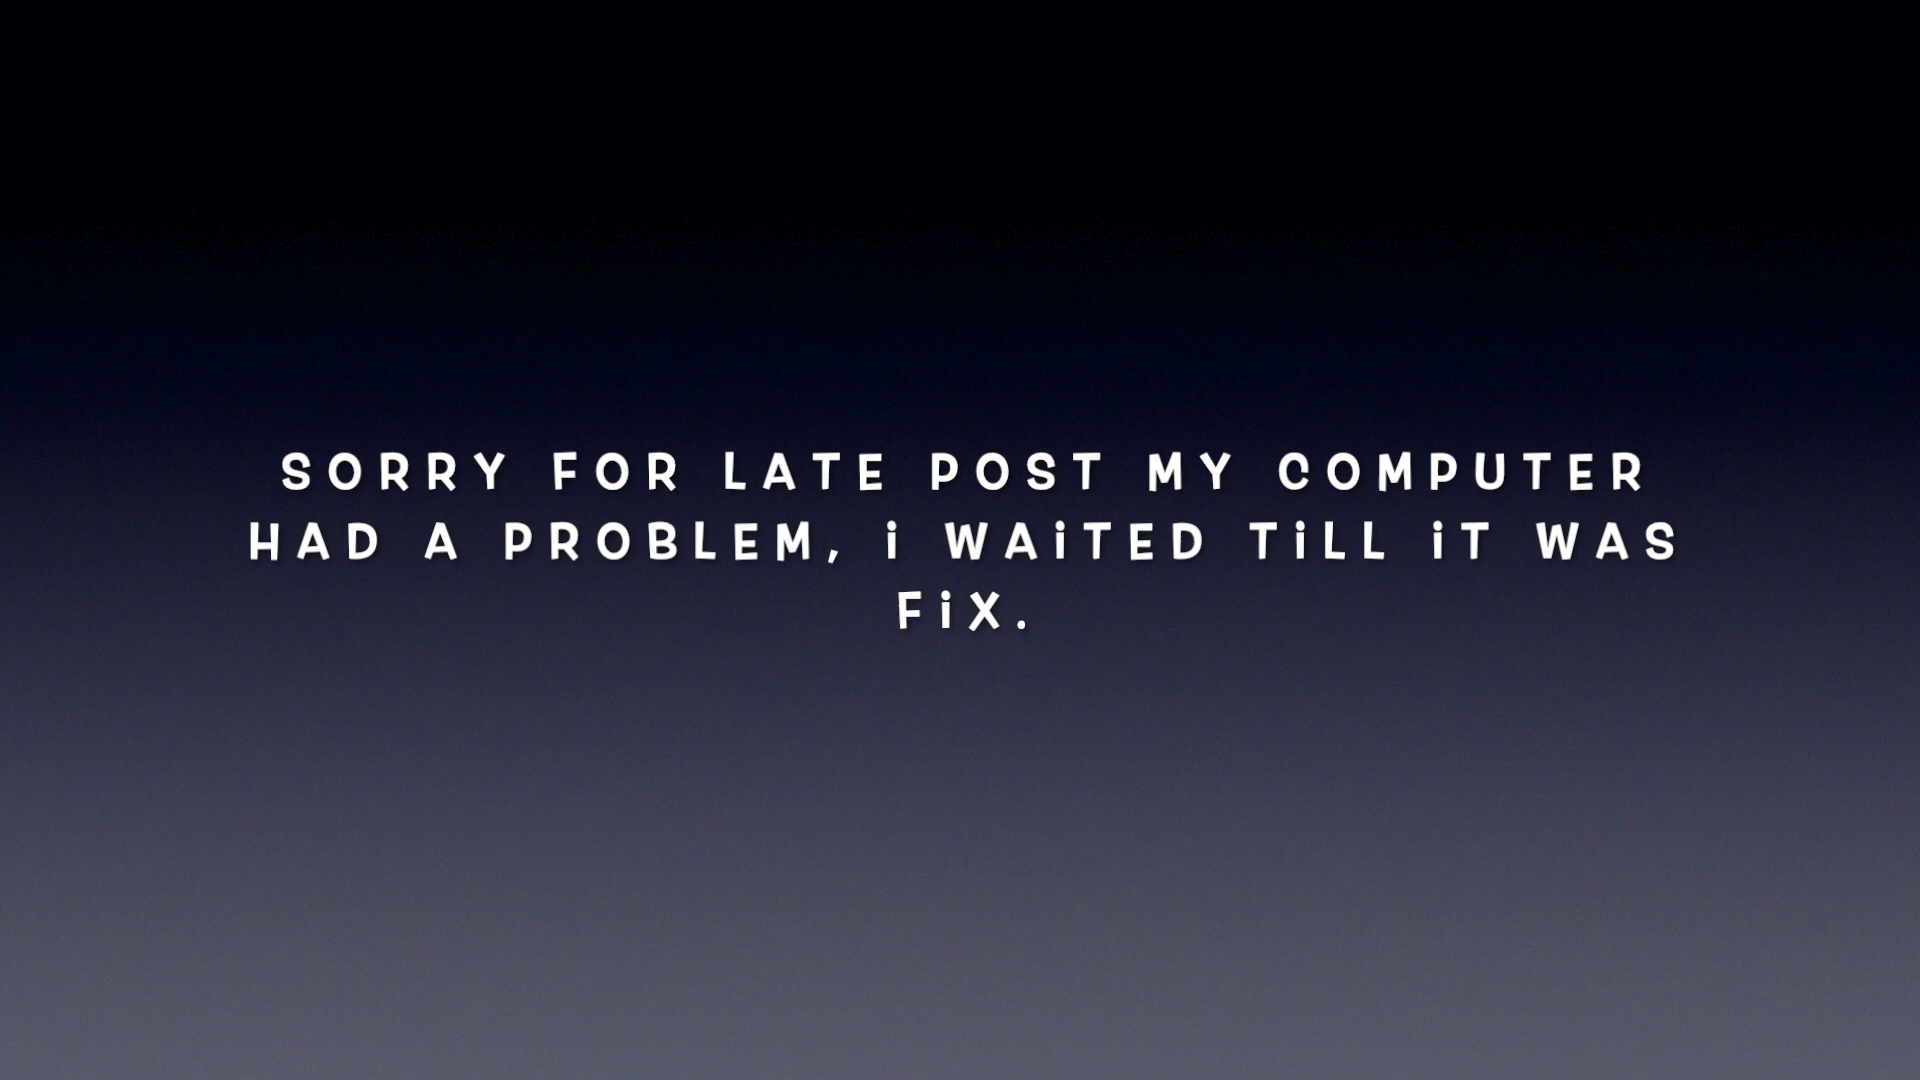 SORRY FOR LATE POST MY COMPUTER
HAD A PROBLEM, i WAiTED TiLL iT WAS
FiX.